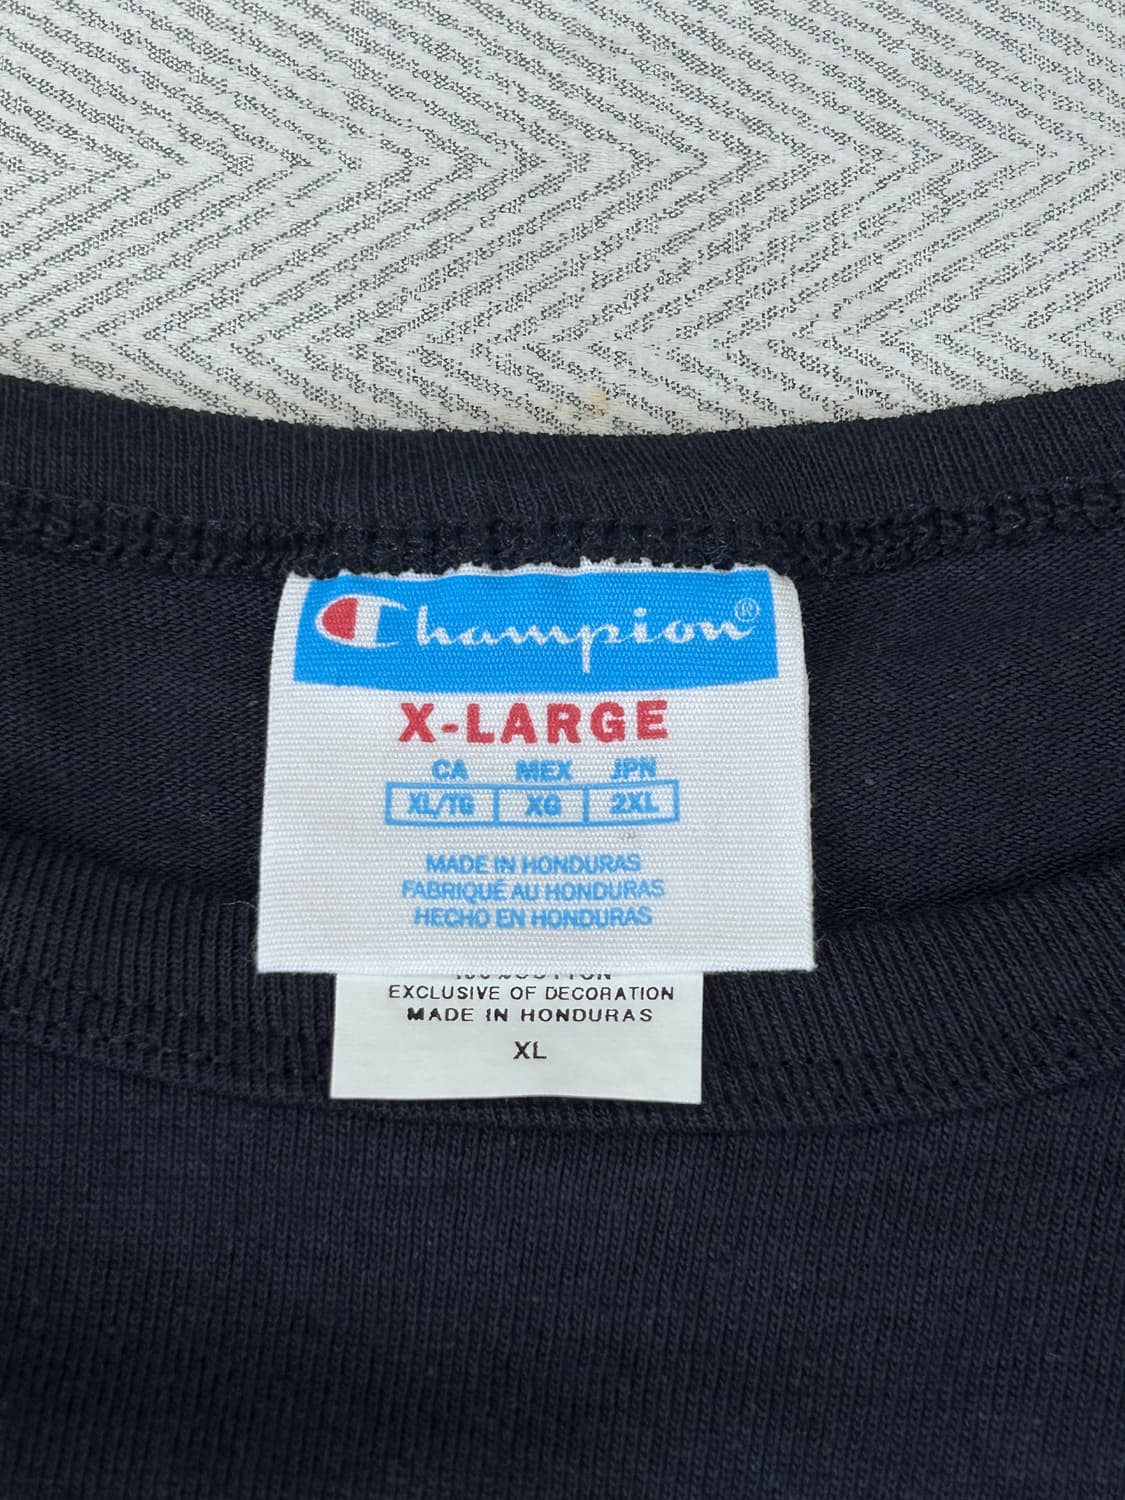 Champion®
X-LARGE
CA MEX JPN
XL/TG XG 2XL
MADE IN HONDURAS
FABRIQUÉ AU HONDURAS
HECHO EN HONDURAS
EXCLUSIVE OF DECORATION
MADE IN HONDURAS
XL